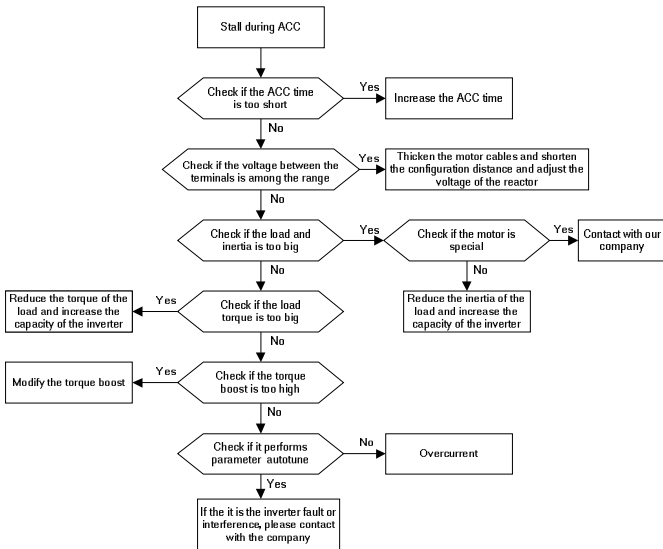 Stall during ACC
Check if the ACC time
is too short
Yes
Increase the ACC time
No
Check if the voltage between the
terminals is among the range
Yes
Thicken the motor cables and shorten
the configuration distance and adjust the
voltage of the reactor
No
Check if the load and
inertia is too big
Yes
Check if the motor is
special
Yes
Contact with our
company
No
No
Reduce the inertia of the
load and increase the
capacity of the inverter
Check if the load
torque is too big
Yes
Reduce the torque of the
load and increase the
capacity of the inverter
No
Check if the torque
boost is too high
Yes
Modify the torque boost
No
Check if it performs
parameter autotune
No
Overcurrent
Yes
If the it is the inverter fault or
interference, please contact
with the company